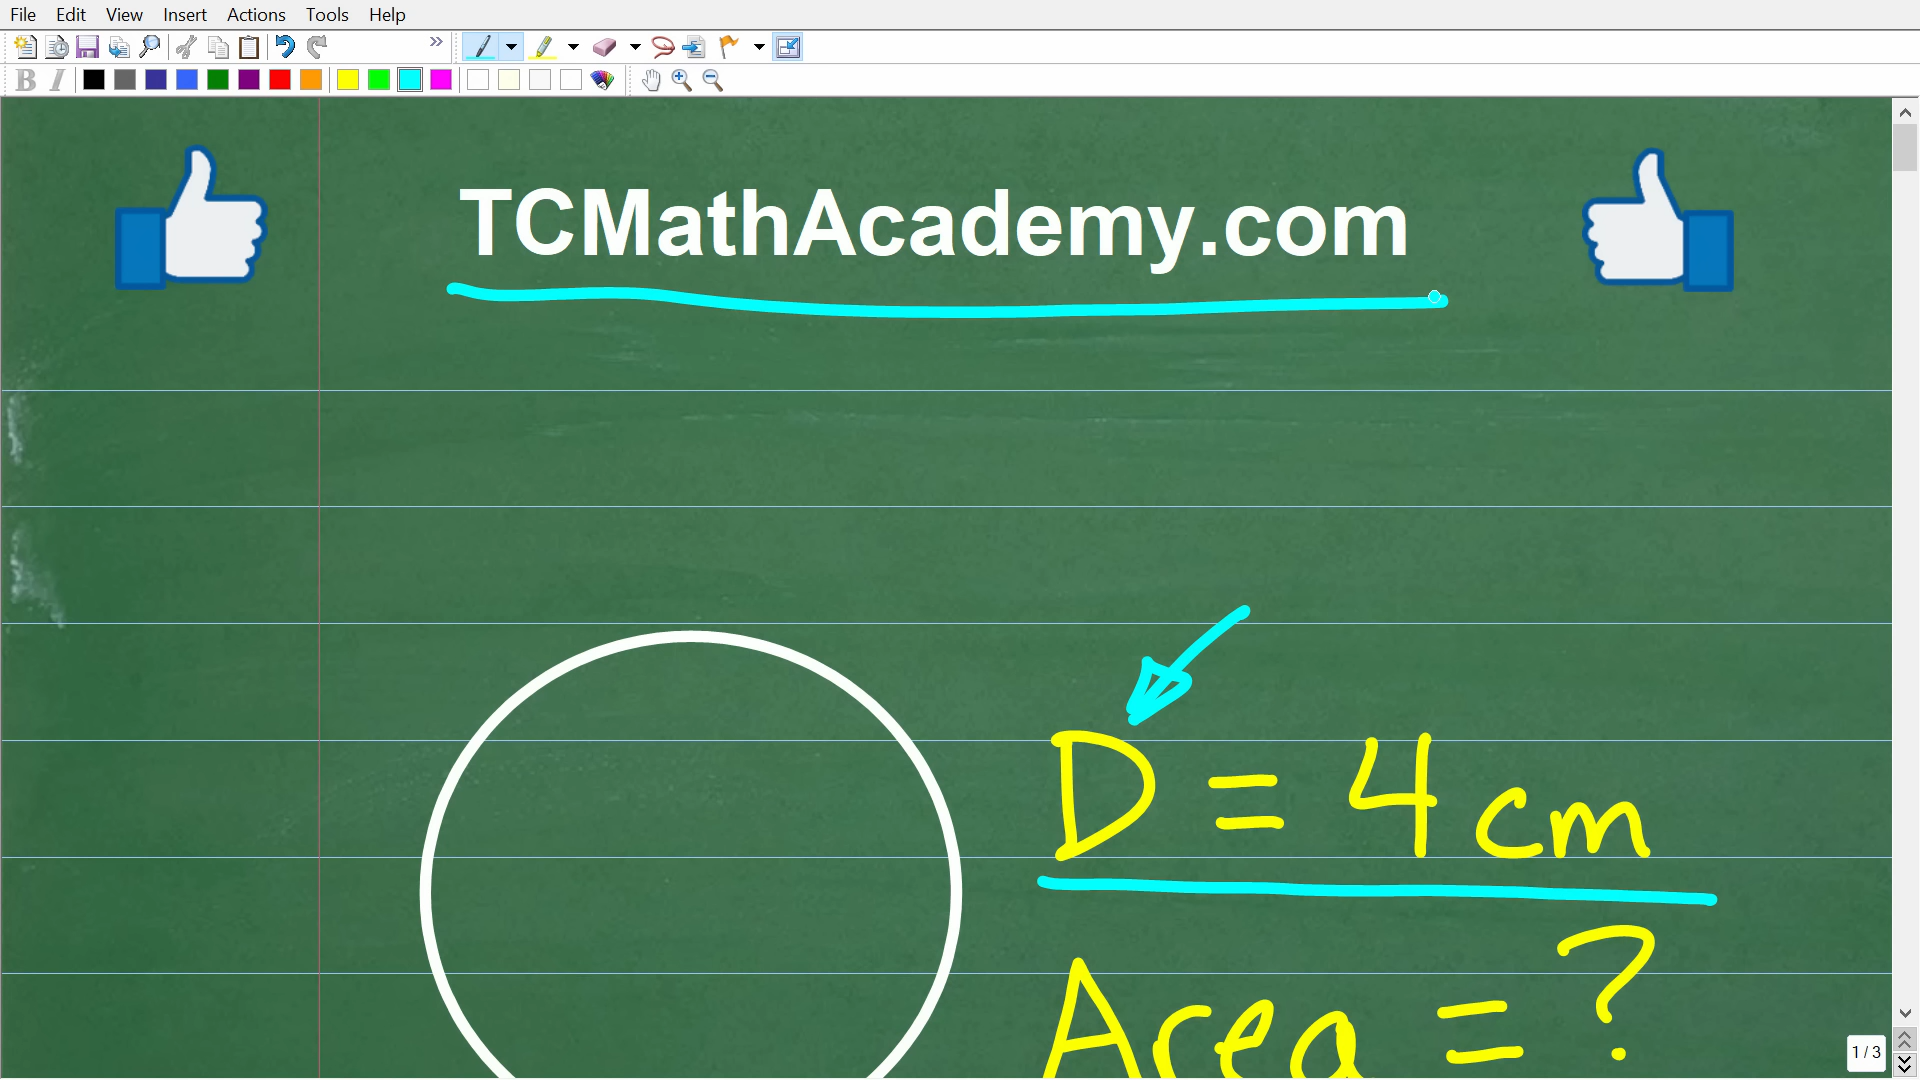 File Edit View Insert Actions Tools Help
B I
TCMathAcademy.com
D = 4 cm
Area = ?
1 / 3